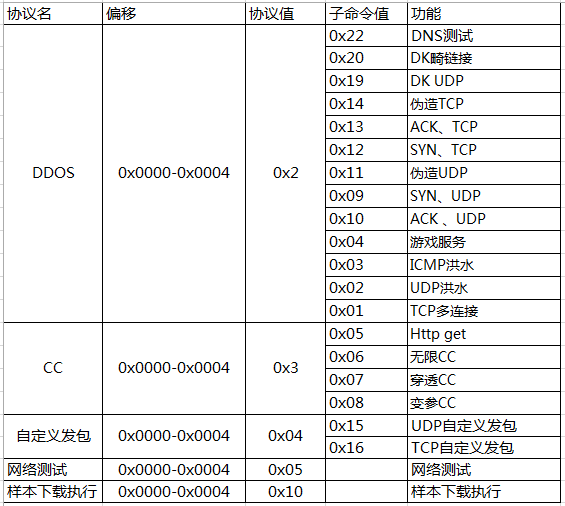 协议名 偏移 协议值 子命令值 功能
0x22 DNS测试
0x20 DK畸链接
0x19 DK UDP
0x14 伪造TCP
0x13 ACK、TCP
0x12 SYN、TCP
DDOS 0x0000-0x0004 0x2 0x11 伪造UDP
0x09 SYN、UDP
0x10 ACK 、UDP
0x04 游戏服务
0x03 ICMP洪水
0x02 UDP洪水
0x01 TCP多连接
0x05 Http get
CC 0x0000-0x0004 0x3 0x06 无限CC
0x07 穿透CC
0x08 变参CC
自定义发包 0x0000-0x0004 0x04 0x15 UDP自定义发包
0x16 TCP自定义发包
网络测试 0x0000-0x0004 0x05 网络测试
样本下载执行 0x0000-0x0004 0x10 样本下载执行